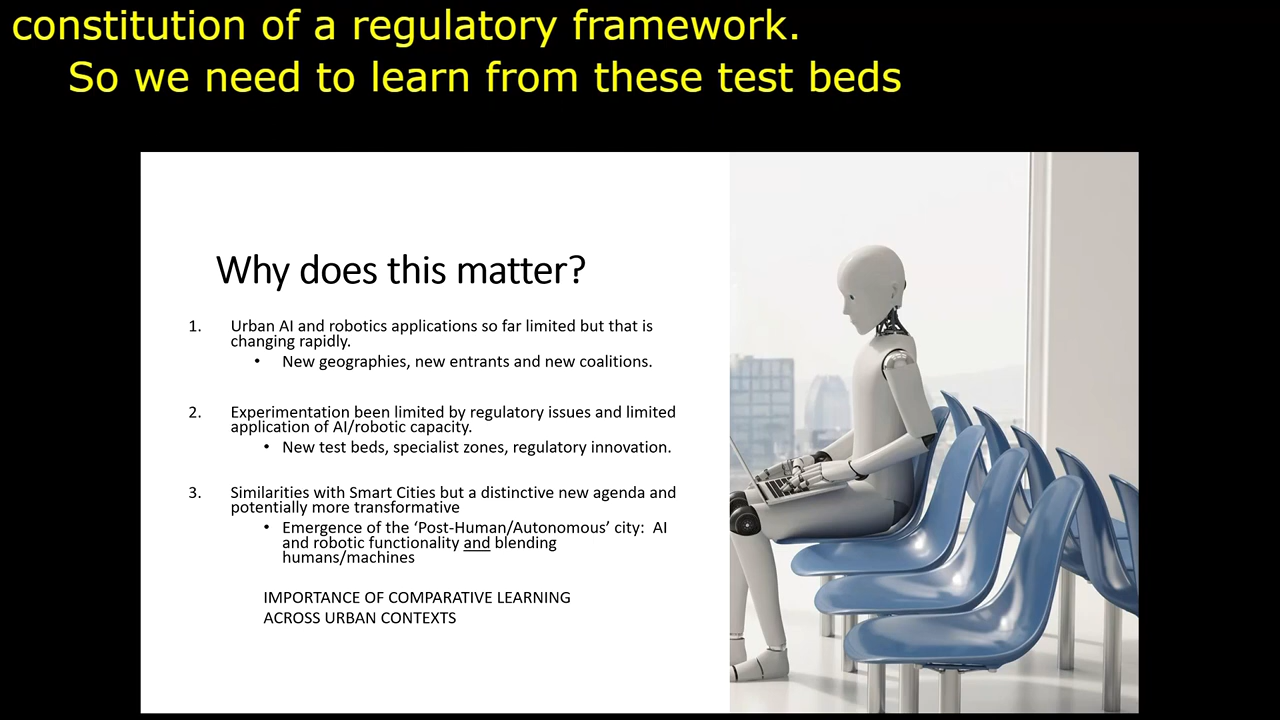 constitution of a regulatory framework.
So we need to learn from these test beds
Why does this matter?
1. Urban AI and robotics applications so far limited but that is
changing rapidly.
• New geographies, new entrants and new coalitions.
2. Experimentation been limited by regulatory issues and limited
application of AI/robotic capacity.
• New test beds, specialist zones, regulatory innovation.
3. Similarities with Smart Cities but a distinctive new agenda and
potentially more transformative
• Emergence of the ‘Post-Human/Autonomous’ city: AI
and robotic functionality and blending
humans/machines
IMPORTANCE OF COMPARATIVE LEARNING
ACROSS URBAN CONTEXTS